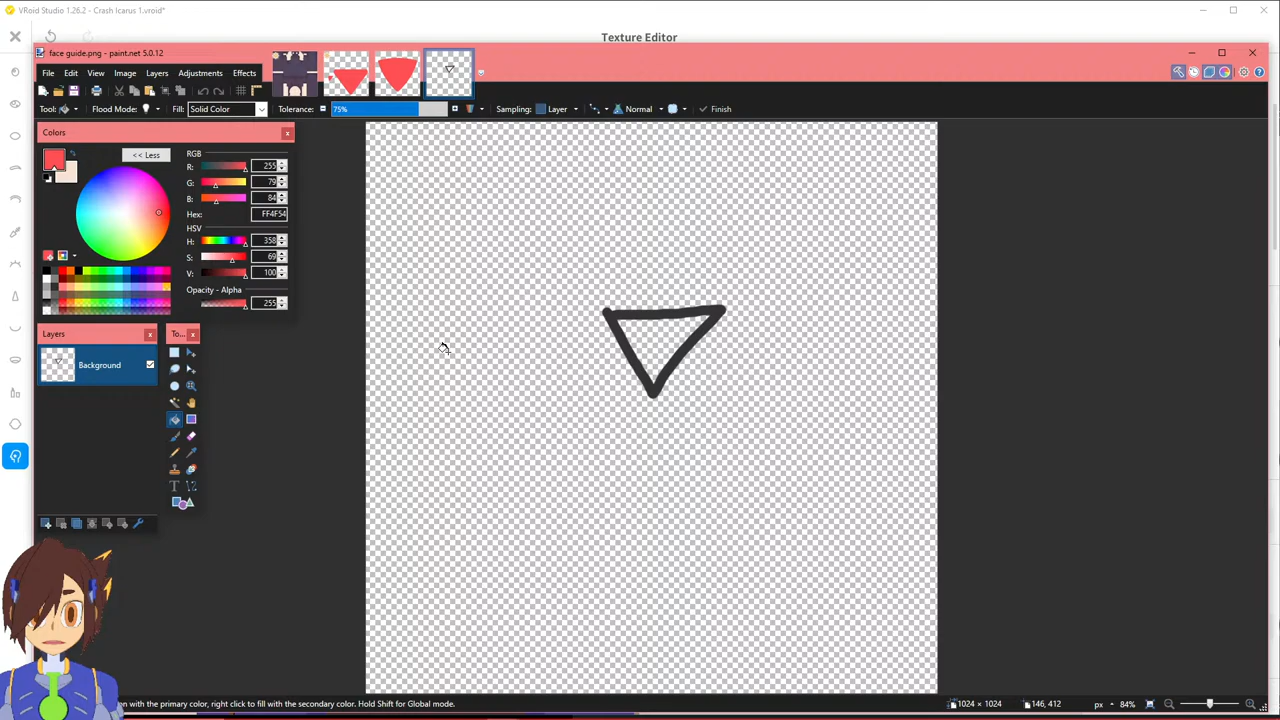 VRoid Studio 1.26.2 - Crash Icarus 1.vroid*
Texture Editor
face guide.png - paint.net 5.0.12
File Edit View Image Layers Adjustments Effects
Tool: Flood Mode: Fill: Solid Color Tolerance: 75% Sampling: Layer Normal Finish
Colors
<< Less
RGB
R: 255
G: 79
B: 84
Hex: FF4F54
HSV
H: 358
S: 69
V: 100
Opacity - Alpha
255
Layers
To...
Background
T
n with the primary color, right click to fill with the secondary color. Hold Shift for Global mode.
1024 × 1024
146, 412
px
84%